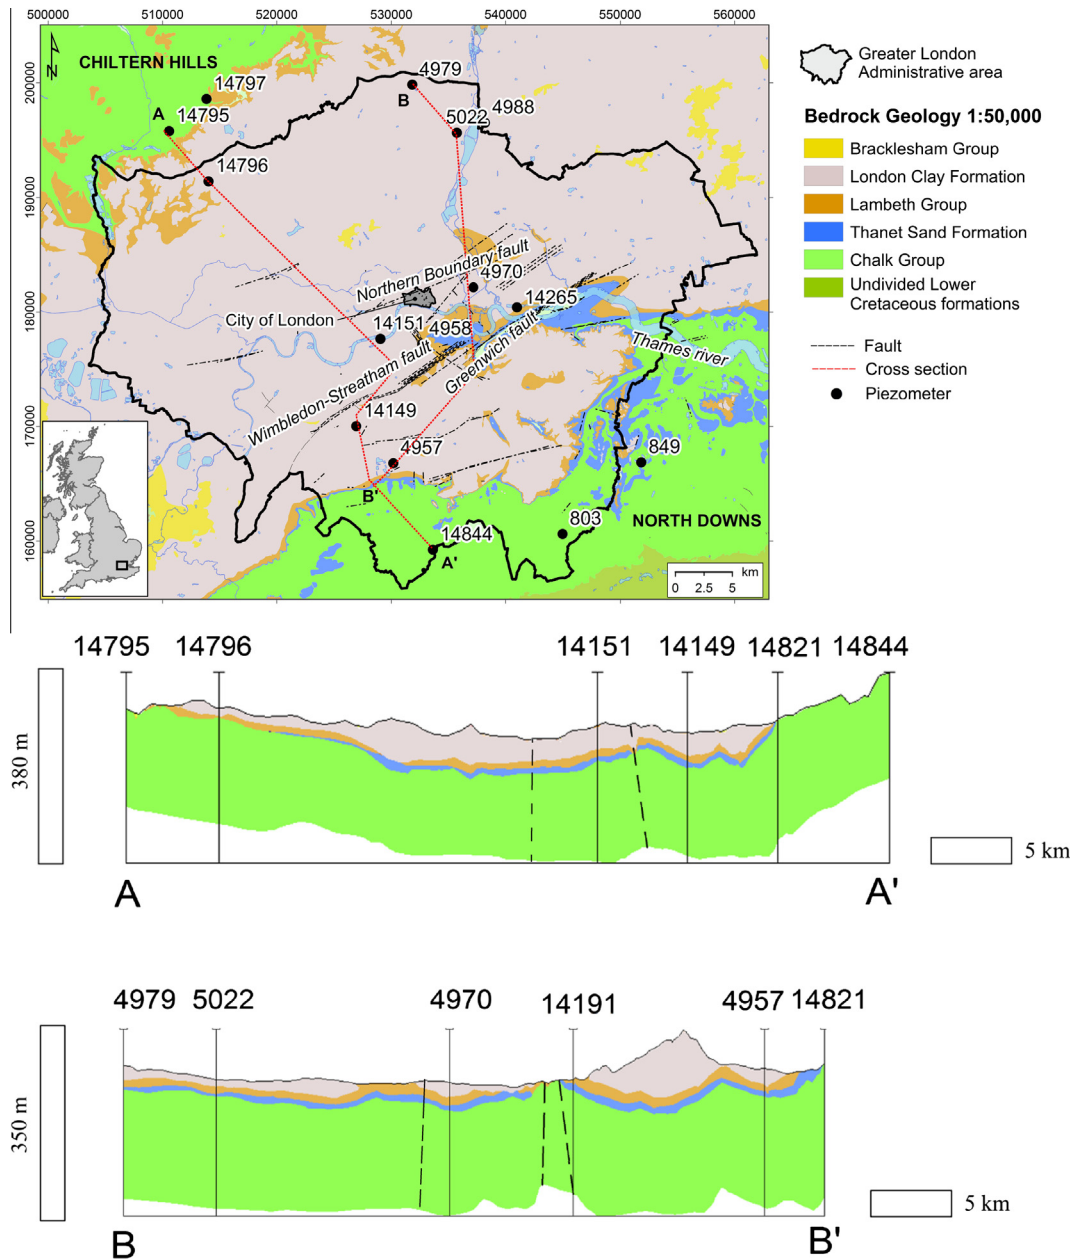 500000 510000 520000 530000 540000 550000 560000
200000
190000
180000
170000
160000
N
CHILTERN HILLS
14797
A 14795
14796
4979
B
4988
5022
Northern Boundary fault
4970
14265
City of London
14151 4958
Greenwich fault
Wimbledon-Streatham fault
Thames river
14149
4957
849
B'
803
NORTH DOWNS
14844
A'
km
0 2.5 5
Greater London
Administrative area
Bedrock Geology 1:50,000
Bracklesham Group
London Clay Formation
Lambeth Group
Thanet Sand Formation
Chalk Group
Undivided Lower
Cretaceous formations
Fault
Cross section
Piezometer
14795 14796 14151 14149 14821 14844
380 m
5 km
A A'
4979 5022 4970 14191 4957 14821
350 m
5 km
B B'